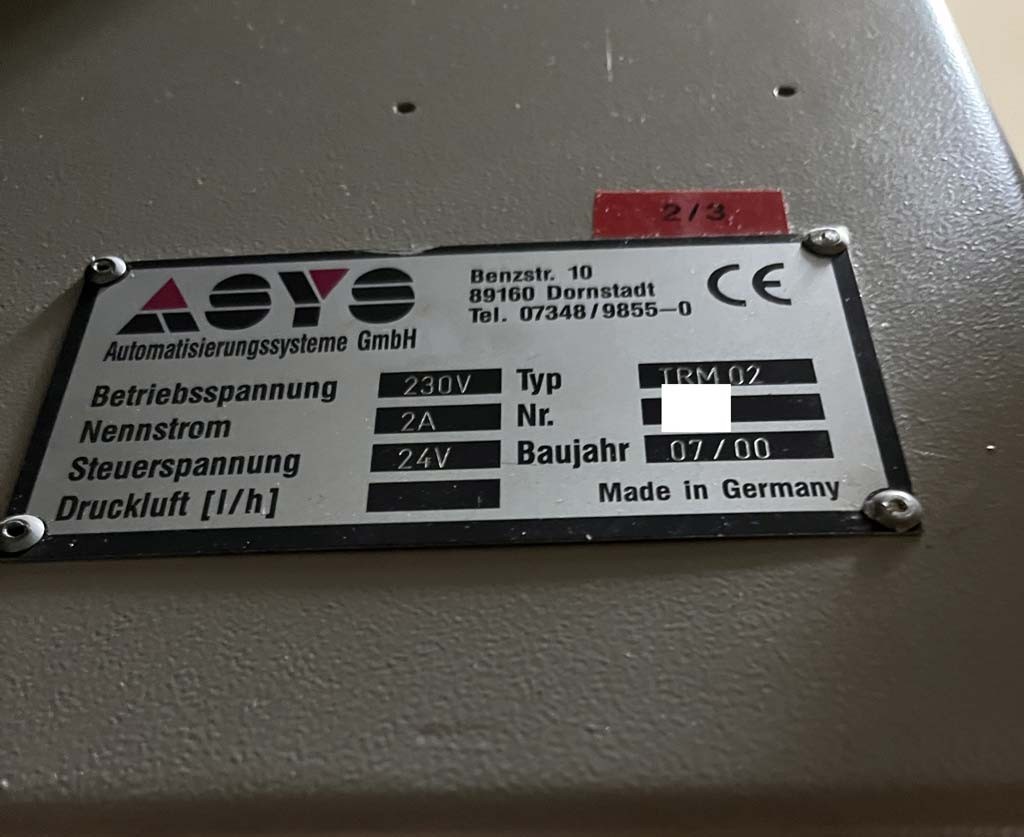 2/3
ASYS
Automatisierungssysteme GmbH
Benzstr. 10
89160 Dornstadt
Tel. 07348/9855-0
CE
Betriebsspannung 230V
Nennstrom 2A
Steuerspannung 24V
Druckluft [l/h]
Typ TRM 02
Nr.
Baujahr 07/00
Made in Germany